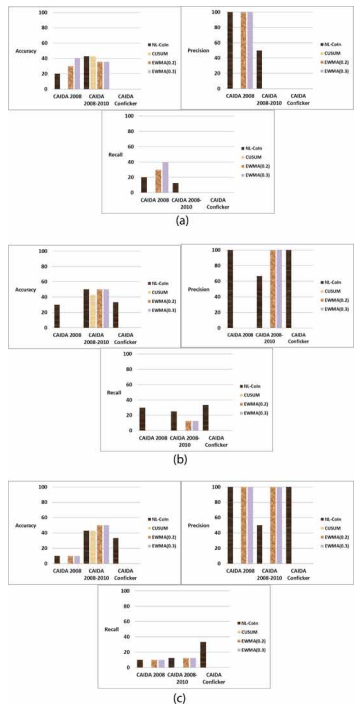 100
80
60
40
20
0
Accuracy
NL-Coin
CUSUM
EWMA(0.2)
EWMA(0.3)
CAIDA 2008
CAIDA 2008-2010
CAIDA Conficker
100
80
60
40
20
0
Precision
NL-Coin
CUSUM
EWMA(0.2)
EWMA(0.3)
CAIDA 2008
CAIDA 2008-2010
CAIDA Conficker
100
80
60
40
20
0
Recall
NL-Coin
CUSUM
EWMA(0.2)
EWMA(0.3)
CAIDA 2008
CAIDA 2008-
2010
CAIDA
Conficker
(a)
100
80
60
40
20
0
Accuracy
NL-Coin
CUSUM
EWMA(0.2)
EWMA(0.3)
CAIDA 2008
CAIDA
2008-2010
CAIDA
Conficker
100
80
60
40
20
0
Precision
NL-Coin
CUSUM
EWMA(0.2)
EWMA(0.3)
CAIDA 2008
CAIDA 2008-
2010
CAIDA
Conficker
100
80
60
40
20
0
Recall
NL-Coin
CUSUM
EWMA(0.2)
EWMA(0.3)
CAIDA 2008
CAIDA 2008-
2010
CAIDA
Conficker
(b)
100
80
60
40
20
0
Accuracy
NL-Coin
CUSUM
EWMA(0.2)
EWMA(0.3)
CAIDA 2008
CAIDA
2008-2010
CAIDA
Conficker
100
80
60
40
20
0
Precision
NL-Coin
CUSUM
EWMA(0.2)
EWMA(0.3)
CAIDA 2008
CAIDA
2008-2010
CAIDA
Conficker
100
80
60
40
20
0
Recall
NL-Coin
CUSUM
EWMA(0.2)
EWMA(0.3)
CAIDA 2008
CAIDA 2008-
2010
CAIDA
Conficker
(c)